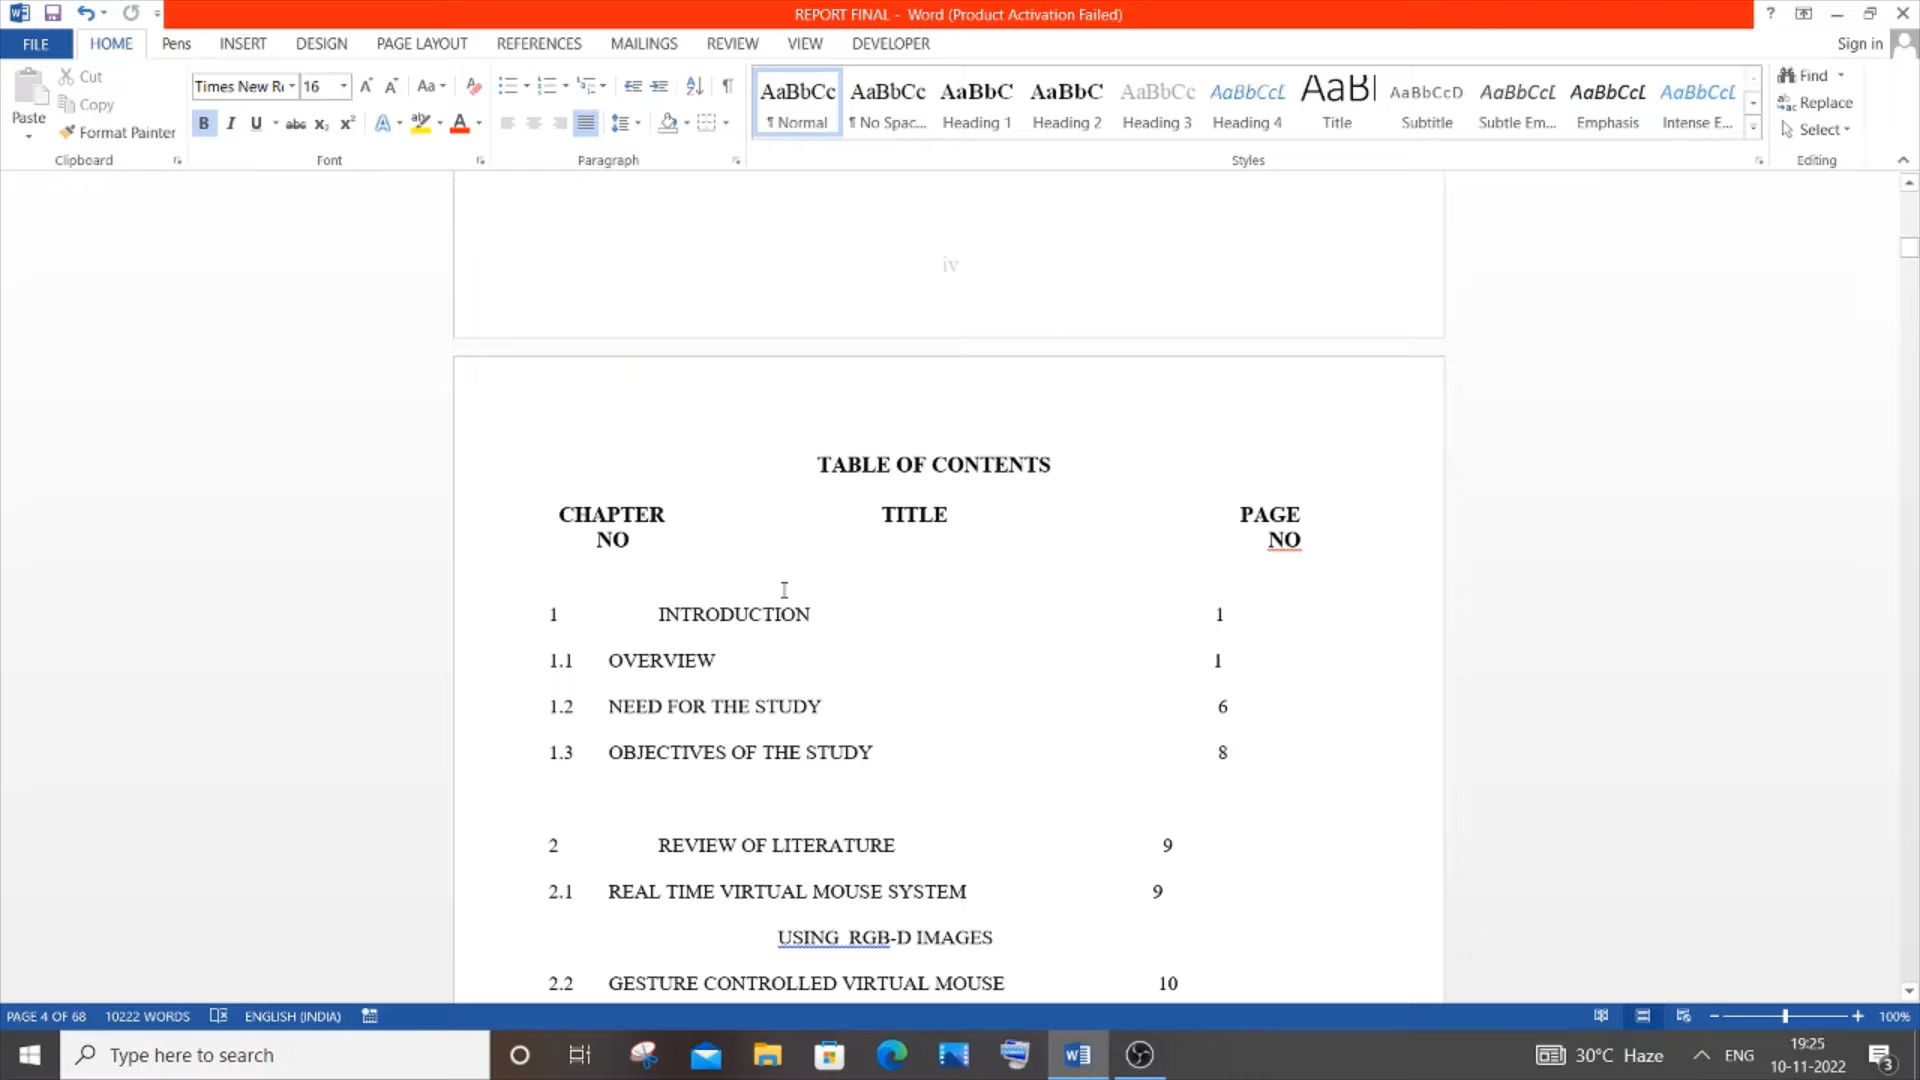 REPORT FINAL - Word (Product Activation Failed)
FILE HOME Pens INSERT DESIGN PAGE LAYOUT REFERENCES MAILINGS REVIEW VIEW DEVELOPER Sign in
Paste Cut Copy Format Painter Clipboard
Times New R 16 Aa Font
Paragraph
AaBbCc ¶ Normal
AaBbCc ¶ No Spac...
AaBbC Heading 1
AaBbC Heading 2
AaBbCc Heading 3
AaBbCcL Heading 4
AaB Title
AaBbCcD Subtitle
AaBbCcL Subtle Em...
AaBbCcL Emphasis
AaBbCcL Intense E...
Styles
Find
Replace
Select
Editing
iv
TABLE OF CONTENTS
CHAPTER TITLE PAGE
NO NO
1 INTRODUCTION 1
1.1 OVERVIEW 1
1.2 NEED FOR THE STUDY 6
1.3 OBJECTIVES OF THE STUDY 8
2 REVIEW OF LITERATURE 9
2.1 REAL TIME VIRTUAL MOUSE SYSTEM 9
USING RGB-D IMAGES
2.2 GESTURE CONTROLLED VIRTUAL MOUSE 10
PAGE 4 OF 68 10222 WORDS ENGLISH (INDIA) 100%
Type here to search 30°C Haze ENG 19:25
10-11-2022 3